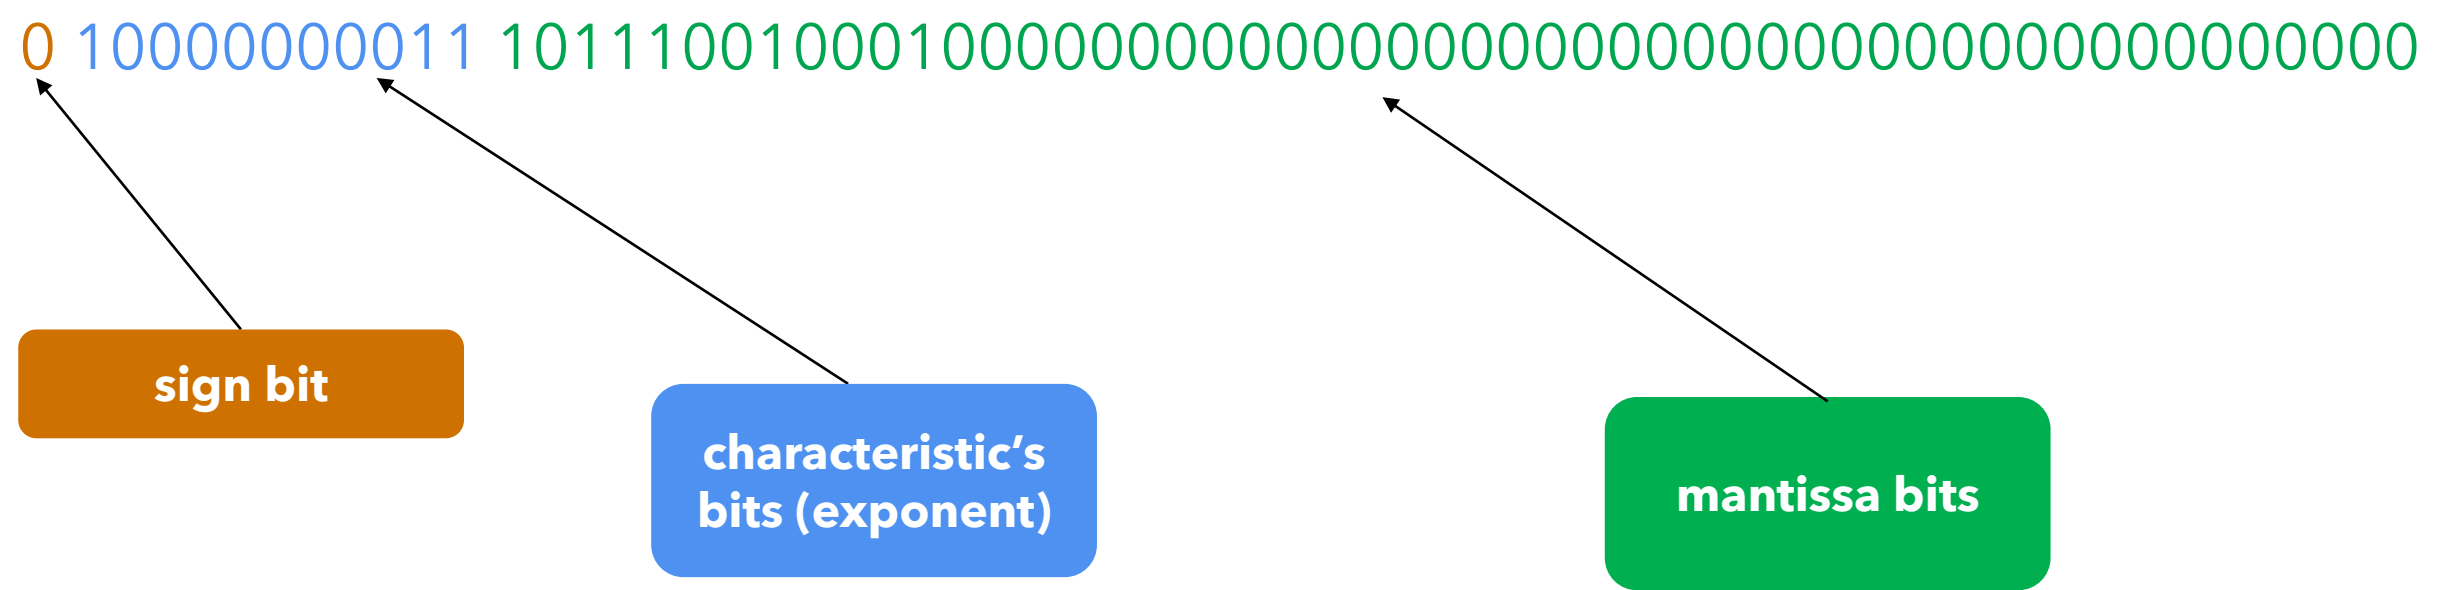 0 10000000011 1011100100010000000000000000000000000000000000000000
sign bit
characteristic’s
bits (exponent)
mantissa bits